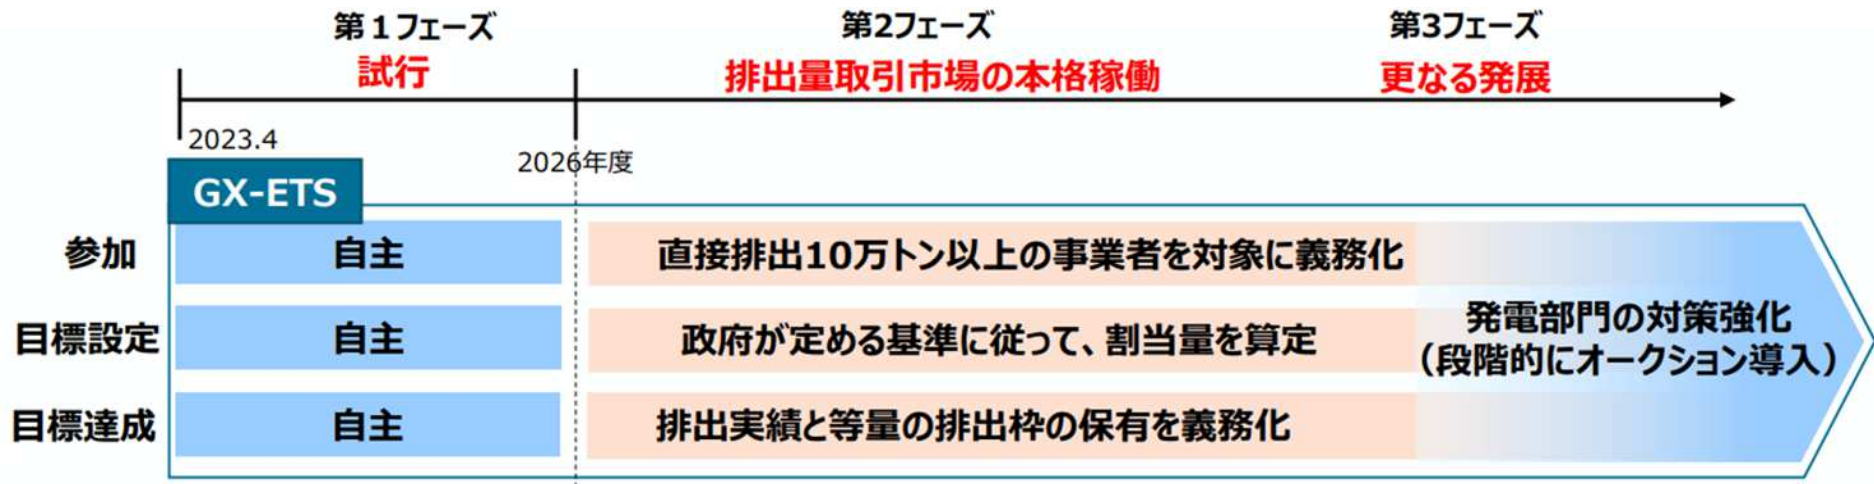 第1フェーズ
試行
第2フェーズ
排出量取引市場の本格稼働
第3フェーズ
更なる発展
2023.4
2026年度
GX-ETS
参加
自主
直接排出10万トン以上の事業者を対象に義務化
目標設定
自主
政府が定める基準に従って、割当量を算定
発電部門の対策強化
(段階的にオークション導入)
目標達成
自主
排出実績と等量の排出枠の保有を義務化